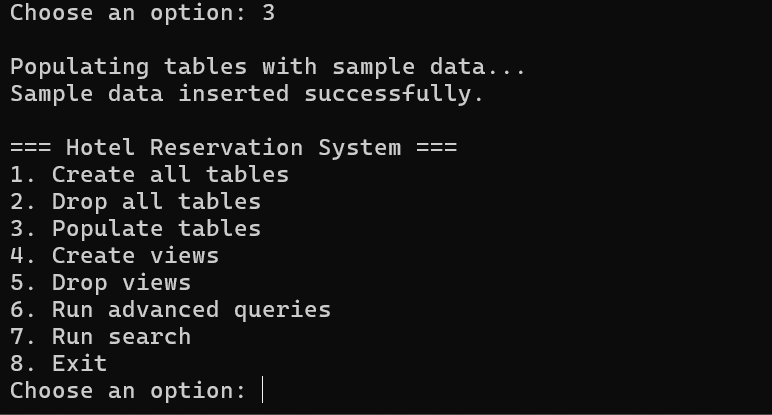 Choose an option: 3
Populating tables with sample data...
Sample data inserted successfully.
=== Hotel Reservation System ===
1. Create all tables
2. Drop all tables
3. Populate tables
4. Create views
5. Drop views
6. Run advanced queries
7. Run search
8. Exit
Choose an option: